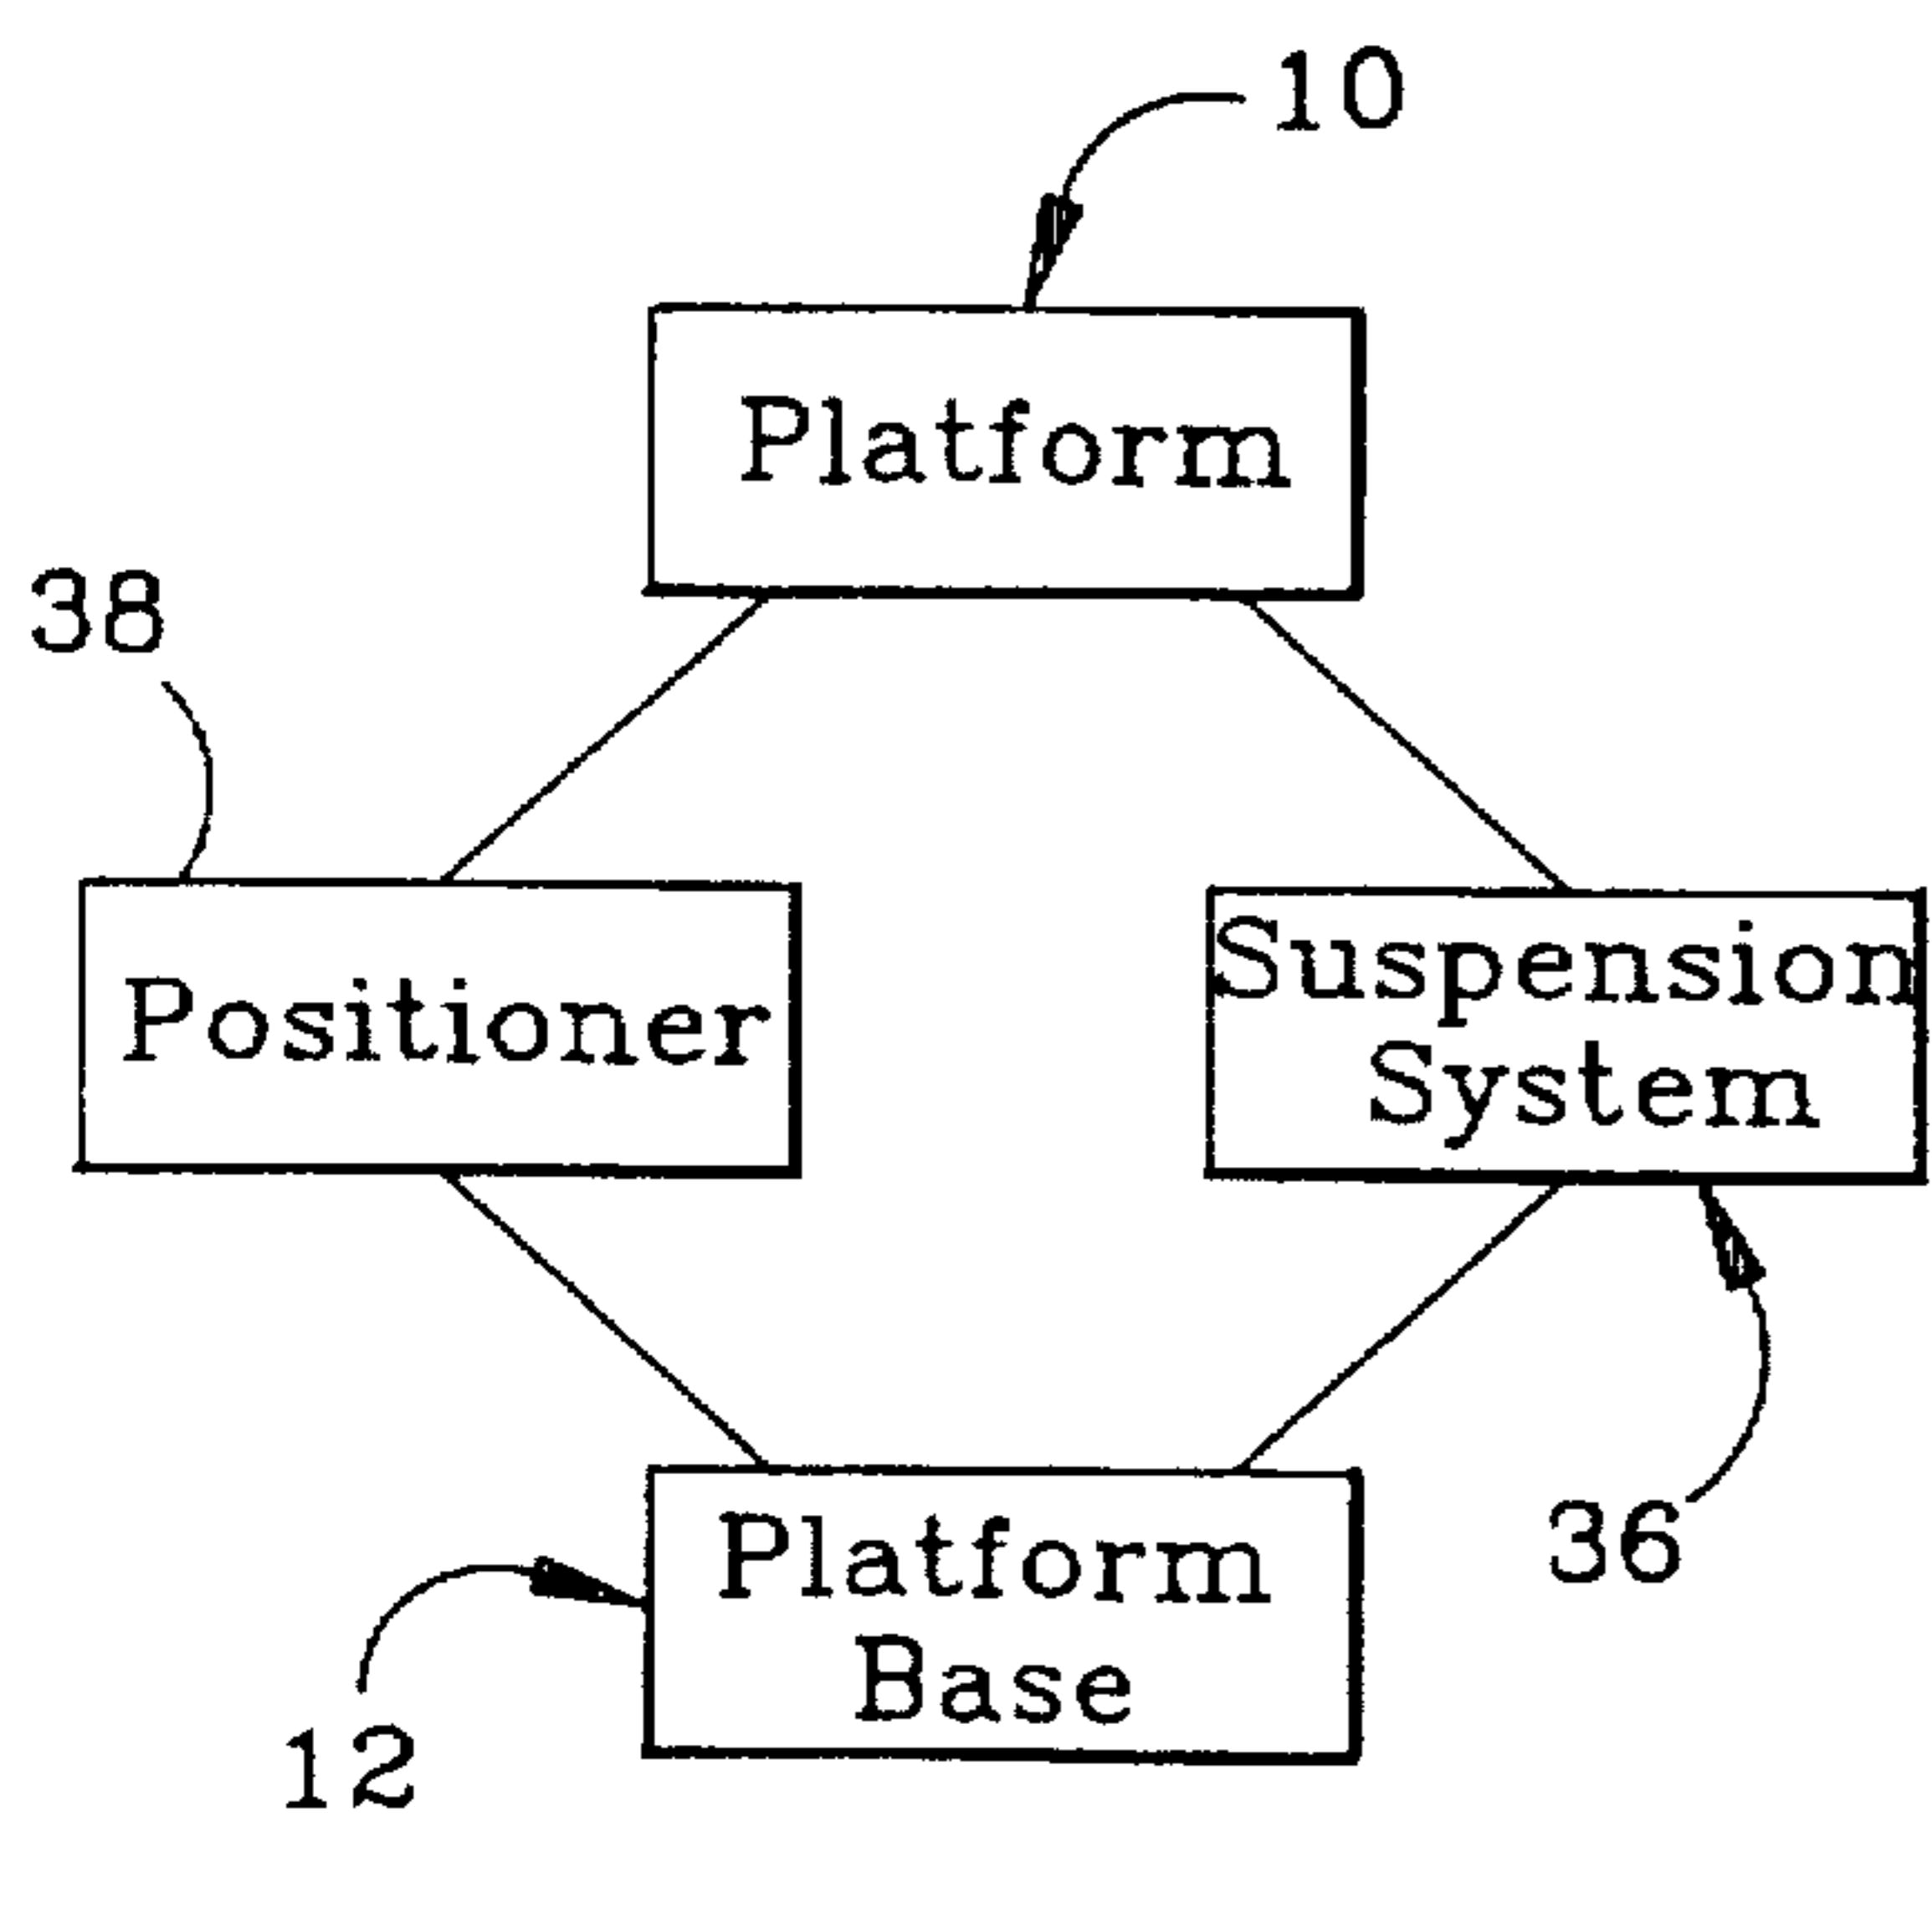 10
Platform
38
Positioner
Suspension
System
36
Platform
Base
12